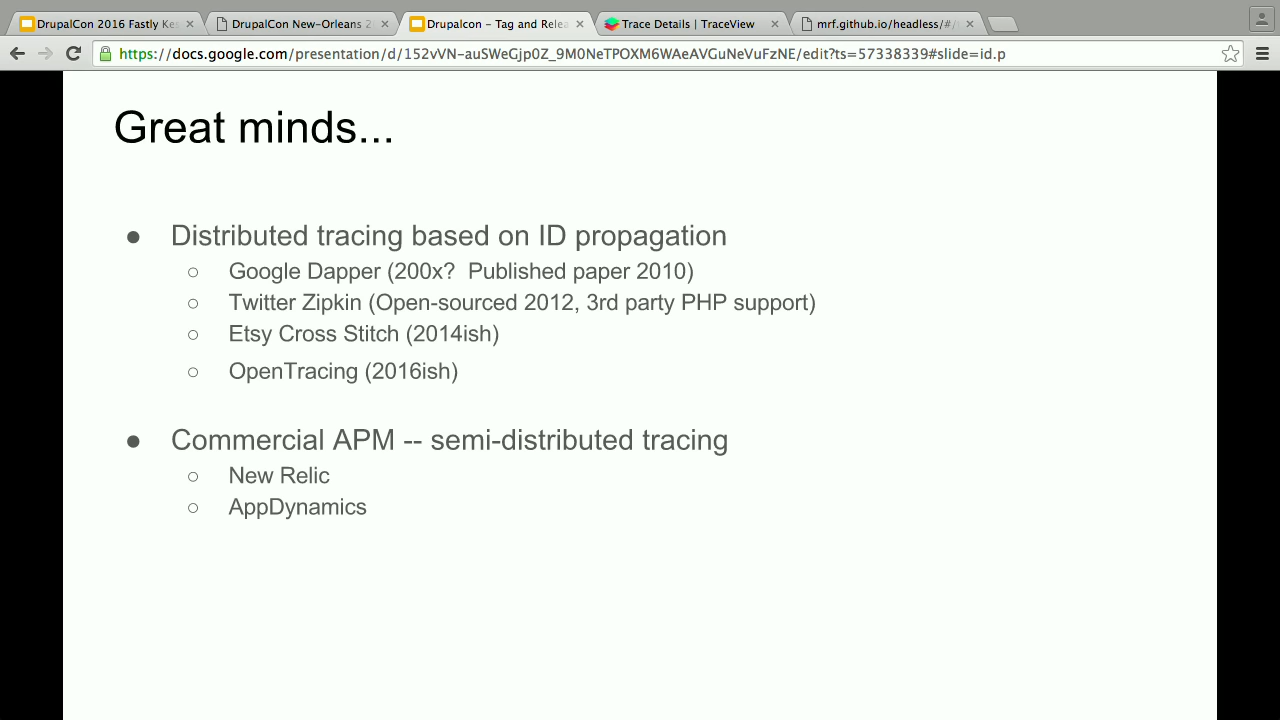 DrupalCon 2016 Fastly Ke
DrupalCon New-Orleans 2
Drupalcon - Tag and Relea
Trace Details | TraceView
mrf.github.io/headless/#/
https://docs.google.com/presentation/d/152vVN-auSWeGjp0Z_9M0NeTPOXM6WAeAVGuNeVuFzNE/edit?ts=57338339#slide=id.p
Great minds...
● Distributed tracing based on ID propagation
○ Google Dapper (200x? Published paper 2010)
○ Twitter Zipkin (Open-sourced 2012, 3rd party PHP support)
○ Etsy Cross Stitch (2014ish)
○ OpenTracing (2016ish)
● Commercial APM -- semi-distributed tracing
○ New Relic
○ AppDynamics